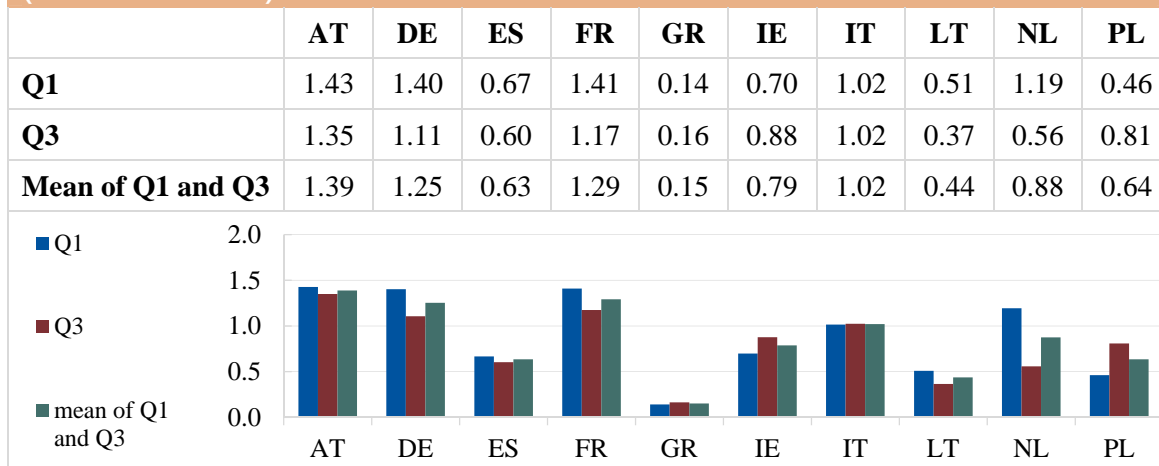 AT DE ES FR GR IE IT LT NL PL
Q1 1.43 1.40 0.67 1.41 0.14 0.70 1.02 0.51 1.19 0.46
Q3 1.35 1.11 0.60 1.17 0.16 0.88 1.02 0.37 0.56 0.81
Mean of Q1 and Q3 1.39 1.25 0.63 1.29 0.15 0.79 1.02 0.44 0.88 0.64
Q1
Q3
mean of Q1
and Q3
2.0
1.5
1.0
0.5
0.0
AT DE ES FR GR IE IT LT NL PL